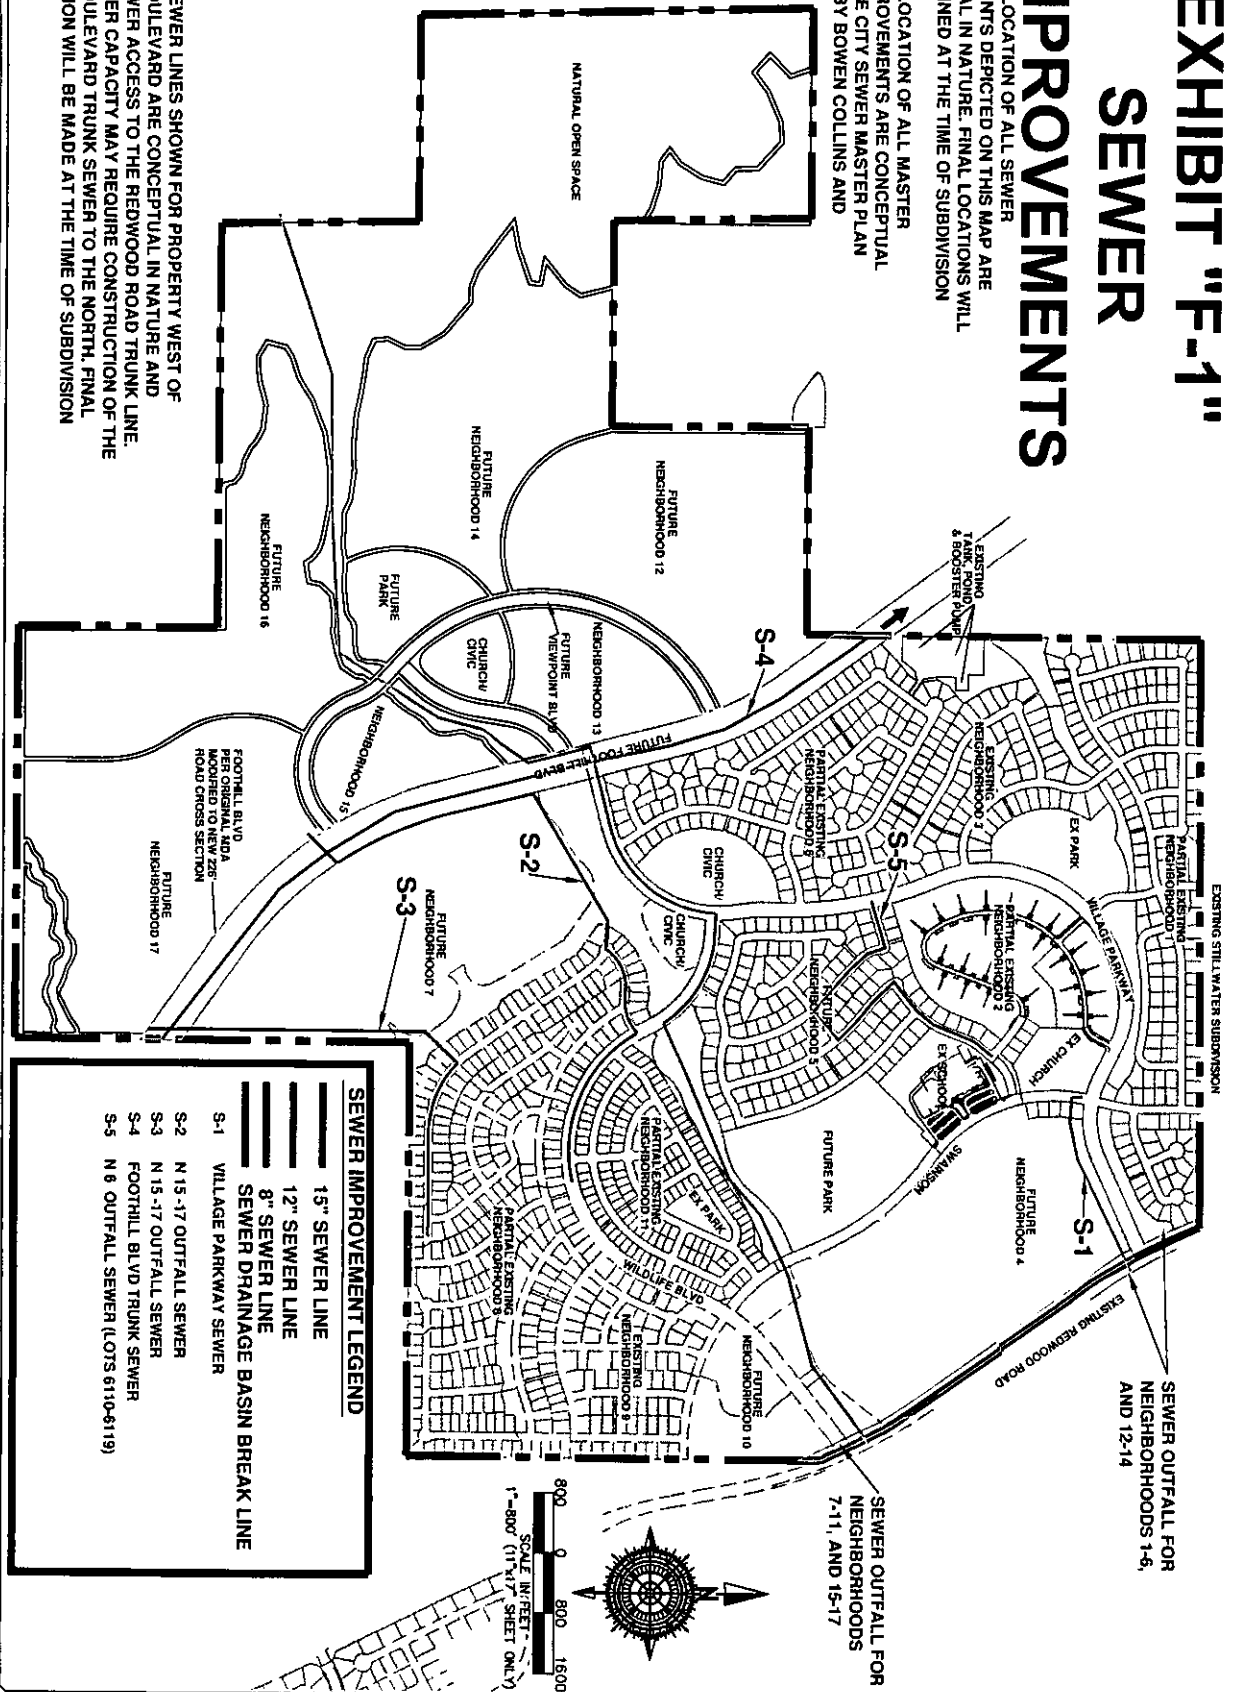 EXHIBIT "F-1"
SEWER
IMPROVEMENTS
LOCATION OF ALL SEWER
NTS DEPICTED ON THIS MAP ARE
AL IN NATURE. FINAL LOCATIONS WILL
INED AT THE TIME OF SUBDIVISION
LOCATION OF ALL MASTER
ROVEMENTS ARE CONCEPTUAL
E CITY SEWER MASTER PLAN
BY BOWEN COLLINS AND
EWER LINES SHOWN FOR PROPERTY WEST OF
OULEVARD ARE CONCEPTUAL IN NATURE AND
WER ACCESS TO THE REDWOOD ROAD TRUNK LINE.
ER CAPACITY MAY REQUIRE CONSTRUCTION OF THE
OULEVARD TRUNK SEWER TO THE NORTH. FINAL
ION WILL BE MADE AT THE TIME OF SUBDIVISION
NATURAL OPEN SPACE
FUTURE
NEIGHBORHOOD 12
FUTURE
NEIGHBORHOOD 14
FUTURE
NEIGHBORHOOD 16
FUTURE
PARK
CHURCH/
CIVIC
FUTURE
VIEWPOINT BLVD
NEIGHBORHOOD 13
NEIGHBORHOOD 15
FOOTHILL BLVD
PER ORIGINAL MDA
MODIFIED TO NEW 226'
ROAD CROSS SECTION
FUTURE
NEIGHBORHOOD 17
EXISTING
TANK, POND
& BOOSTER PUMP
S-4
FUTURE FOOTHILL BLVD
S-2
S-3
FUTURE
NEIGHBORHOOD 7
EXISTING STILLWATER SUBDIVISION
PARTIAL EXISTING
NEIGHBORHOOD 1
EXISTING
NEIGHBORHOOD 3
EX PARK
VILLAGE PARKWAY
PARTIAL EXISTING
NEIGHBORHOOD 6
S-5
CHURCH/
CIVIC
PARTIAL EXISTING
NEIGHBORHOOD 2
FUTURE
NEIGHBORHOOD 5
CHURCH/
CIVIC
EX CHURCH
EX SCHOOL
SWAINSON
FUTURE PARK
FUTURE
NEIGHBORHOOD 4
S-1
EXISTING REDWOOD ROAD
PARTIAL EXISTING
NEIGHBORHOOD 11
EX PARK
WILDLIFE BLVD
PARTIAL EXISTING
NEIGHBORHOOD 8
EXISTING
NEIGHBORHOOD 9
FUTURE
NEIGHBORHOOD 10
SEWER OUTFALL FOR
NEIGHBORHOODS 1-6,
AND 12-14
SEWER OUTFALL FOR
NEIGHBORHOODS
7-11, AND 15-17
N
800 0 800 1600
SCALE IN FEET
1"=800' (11"x17" SHEET ONLY)
SEWER IMPROVEMENT LEGEND
15" SEWER LINE
12" SEWER LINE
8" SEWER LINE
SEWER DRAINAGE BASIN BREAK LINE
S-1 VILLAGE PARKWAY SEWER
S-2 N 15 -17 OUTFALL SEWER
S-3 N 15 -17 OUTFALL SEWER
S-4 FOOTHILL BLVD TRUNK SEWER
S-5 N 6 OUTFALL SEWER (LOTS 6110-6119)